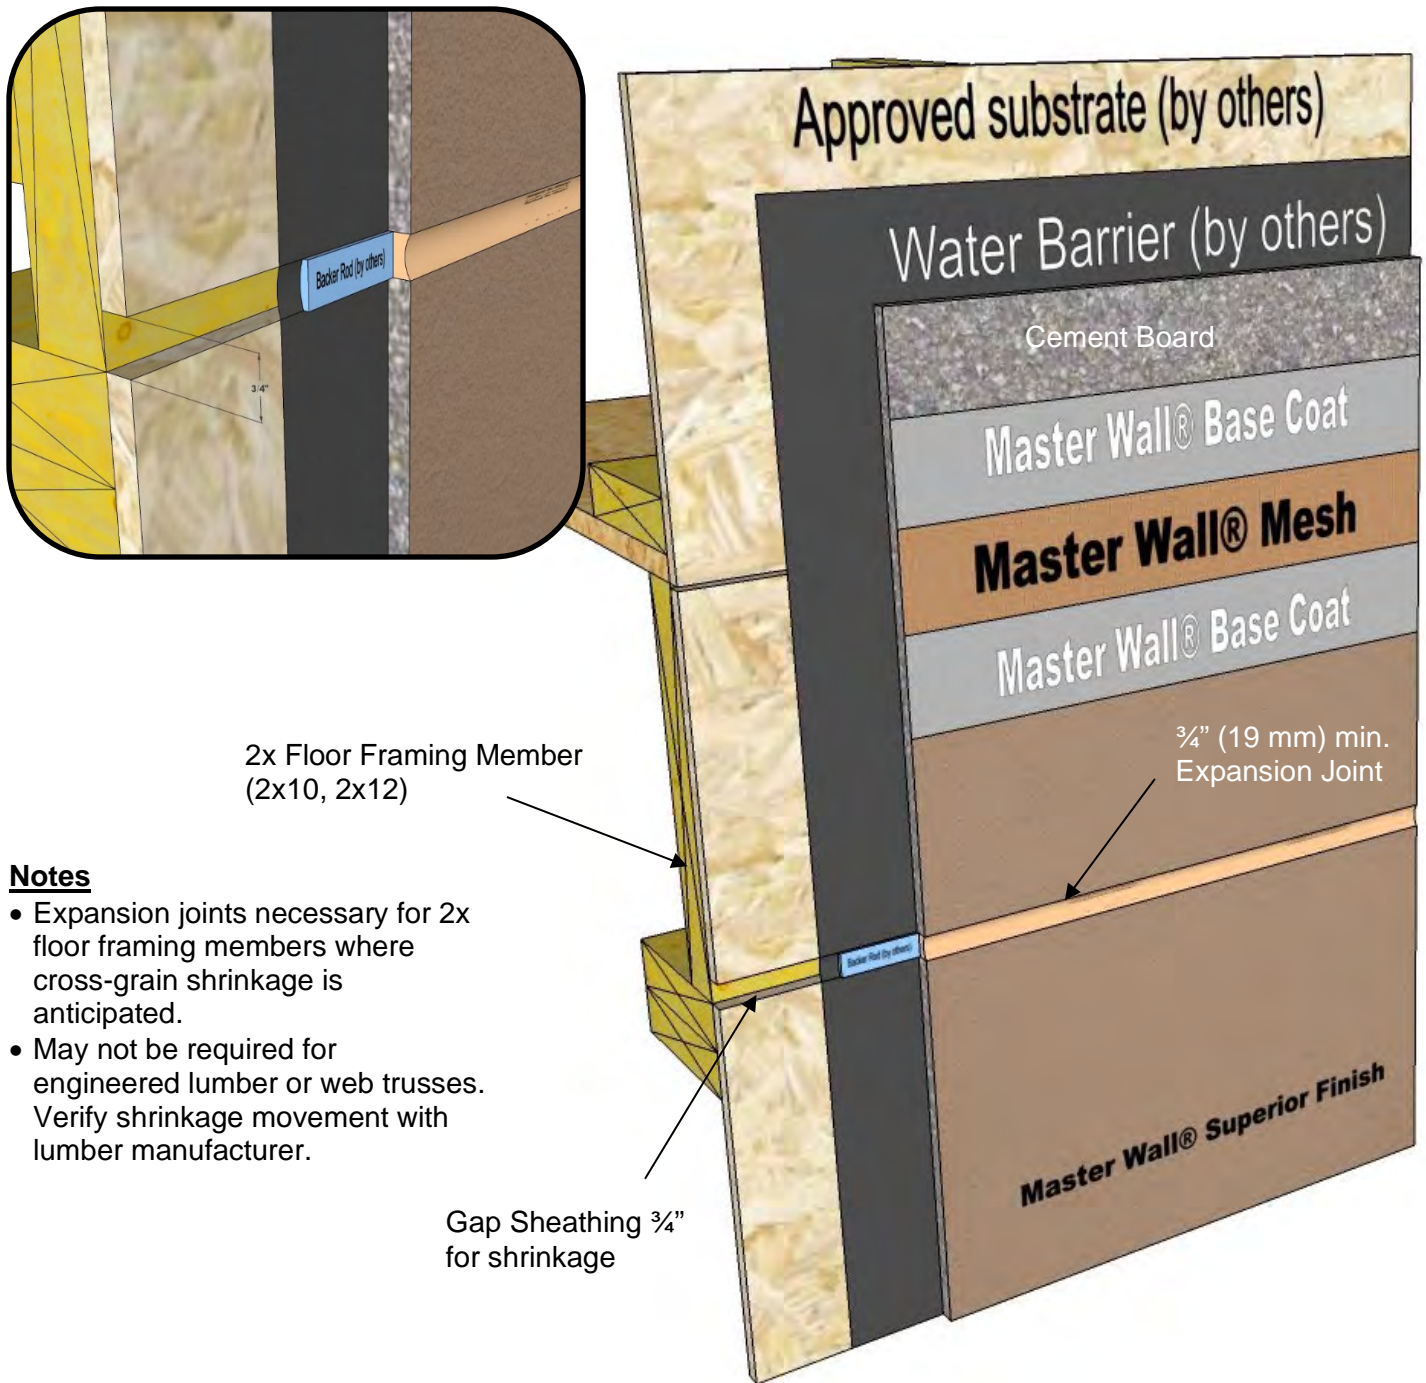 Backer Rod (by others)
3/4"
Approved substrate (by others)
Water Barrier (by others)
Cement Board
Master Wall® Base Coat
Master Wall® Mesh
Master Wall® Base Coat
¾” (19 mm) min.
Expansion Joint
2x Floor Framing Member
(2x10, 2x12)
Backer Rod (by others)
Notes
• Expansion joints necessary for 2x
floor framing members where
cross-grain shrinkage is
anticipated.
• May not be required for
engineered lumber or web trusses.
Verify shrinkage movement with
lumber manufacturer.
Master Wall® Superior Finish
Gap Sheathing ¾”
for shrinkage